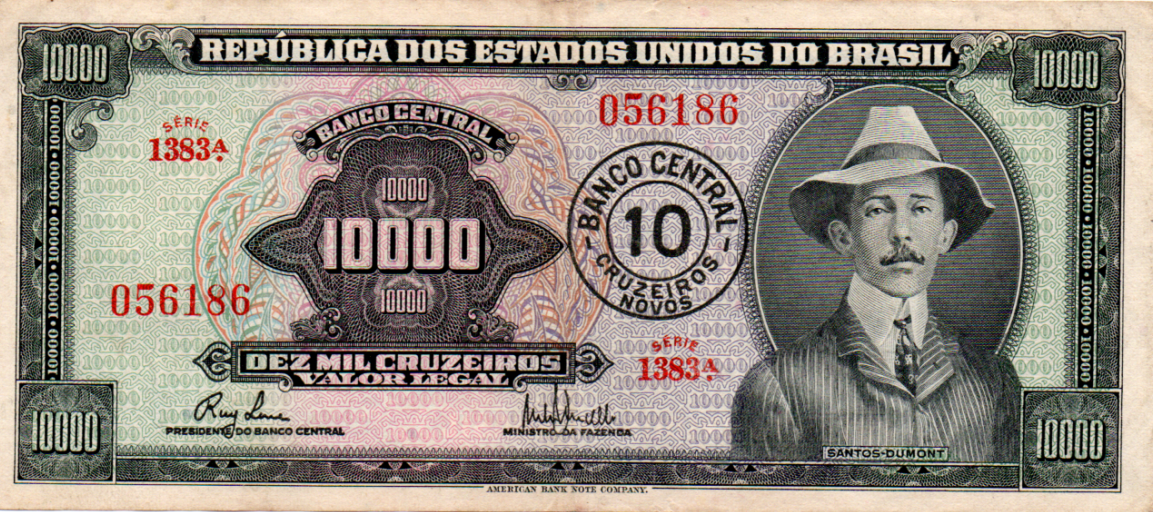 REPÚBLICA DOS ESTADOS UNIDOS DO BRASIL
10000
10000
SÉRIE
1383A.
BANCO CENTRAL
056186
10000
10000
10000
BANCO CENTRAL
10
CRUZEIROS
NOVOS
056186
SÉRIE
1383A
DEZ MIL CRUZEIROS
VALOR LEGAL
PRESIDENTE DO BANCO CENTRAL
MINISTRO DA FAZENDA
SANTOS-DUMONT
10000
10000
AMERICAN BANK NOTE COMPANY.